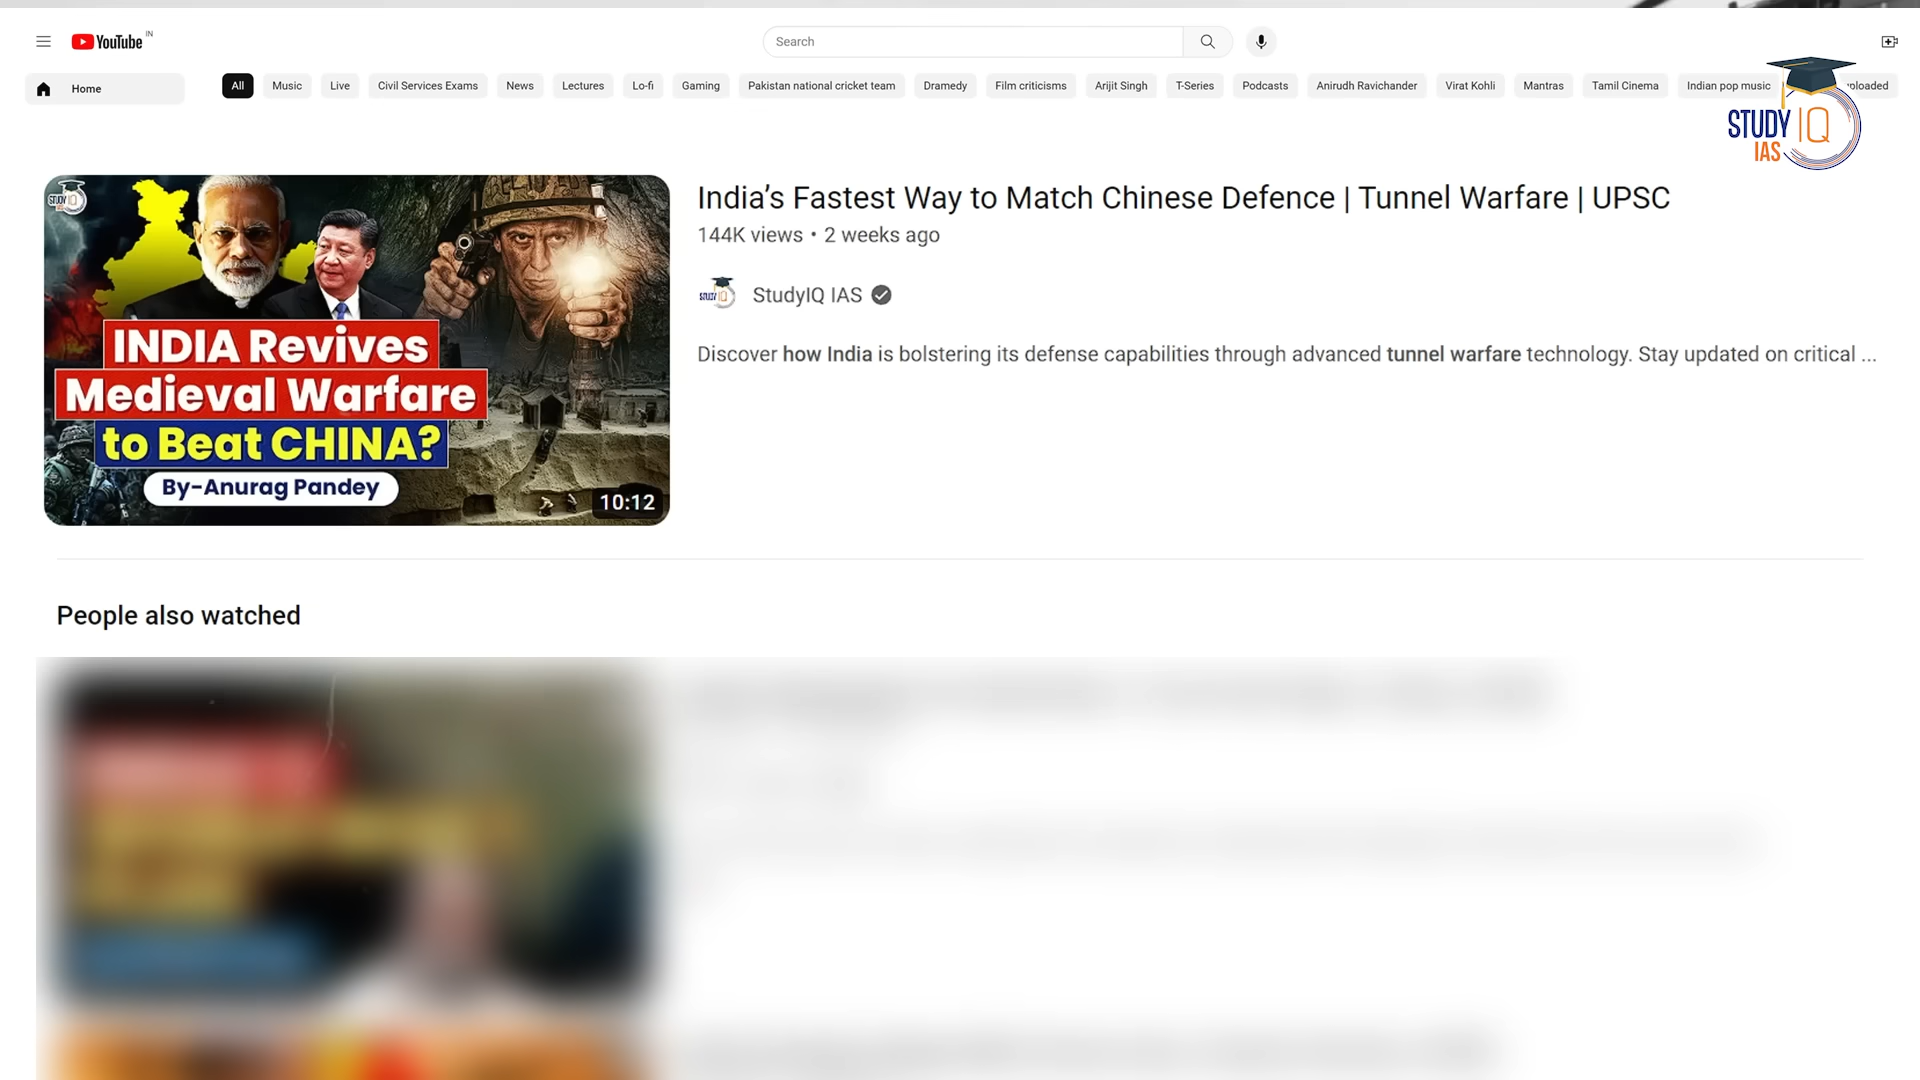 YouTube IN
Search
Home
All
Music
Live
Civil Services Exams
News
Lectures
Lo-fi
Gaming
Pakistan national cricket team
Dramedy
Film criticisms
Arijit Singh
T-Series
Podcasts
Anirudh Ravichander
Virat Kohli
Mantras
Tamil Cinema
Indian pop music
STUDY IQ
IAS
STUDY IQ
INDIA Revives
Medieval Warfare
to Beat CHINA?
By-Anurag Pandey
10:12
India’s Fastest Way to Match Chinese Defence | Tunnel Warfare | UPSC
144K views • 2 weeks ago
STUDY IQ
StudyIQ IAS
Discover how India is bolstering its defense capabilities through advanced tunnel warfare technology. Stay updated on critical ...
People also watched